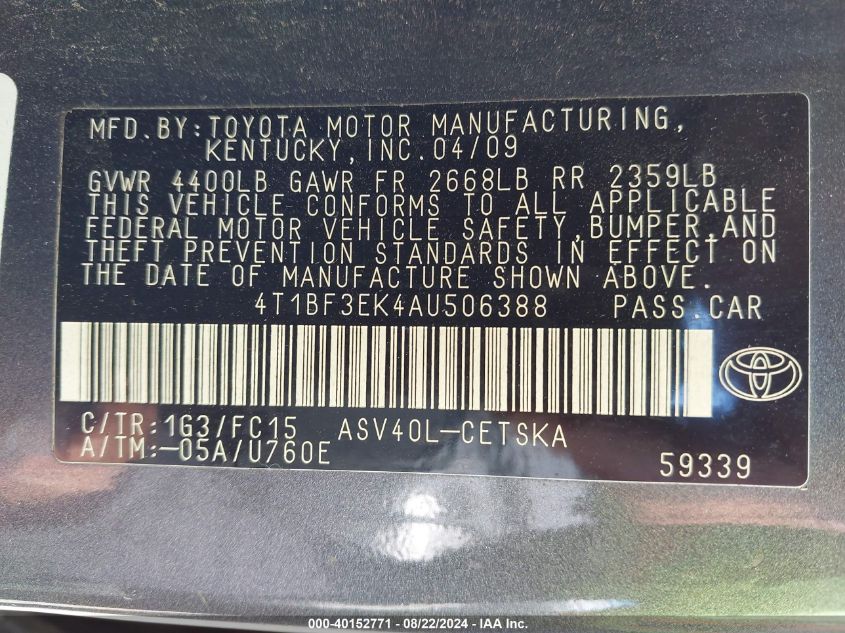 MFD.BY:TOYOTA MOTOR MANUFACTURING,
KENTUCKY,INC.04/09
GVWR 4400LB GAWR FR 2668LB RR 2359LB
THIS VEHICLE CONFORMS TO ALL APPLICABLE
FEDERAL MOTOR VEHICLE SAFETY,BUMPER,AND
THEFT PREVENTION STANDARDS IN EFFECT ON
THE DATE OF MANUFACTURE SHOWN ABOVE.
4T1BF3EK4AU506388 PASS.CAR
C/TR:1G3/FC15 ASV40L-CETSKA
A/TM:-05A/U760E
59339
000-40152771 - 08/22/2024 - IAA Inc.